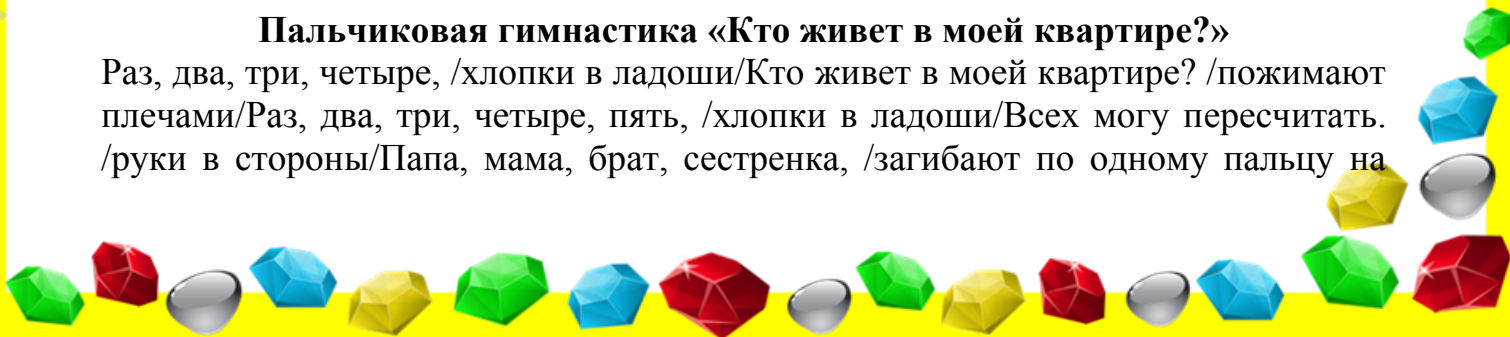 Пальчиковая гимнастика «Кто живет в моей квартире?»
Раз, два, три, четыре, /хлопки в ладоши/Кто живет в моей квартире? /пожимают
плечами/Раз, два, три, четыре, пять, /хлопки в ладоши/Всех могу пересчитать.
/руки в стороны/Папа, мама, брат, сестренка, /загибают по одному пальцу на